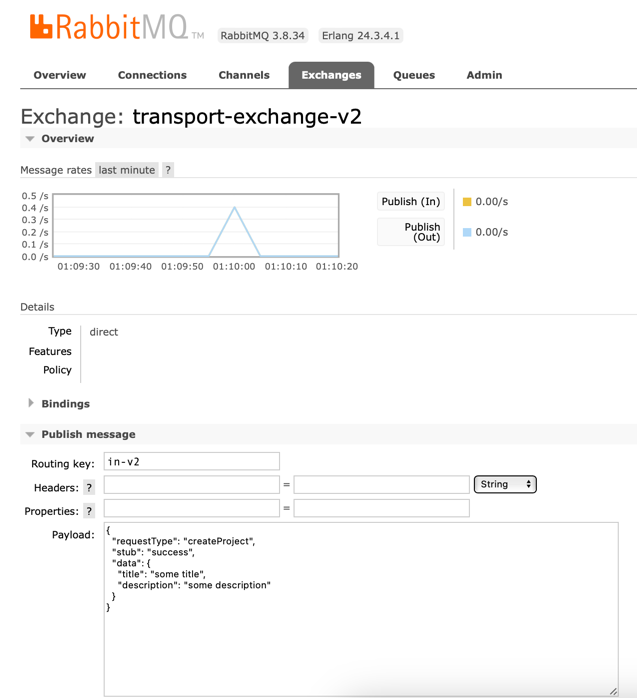 RabbitMQ TM RabbitMQ 3.8.34 Erlang 24.3.4.1
Overview Connections Channels Exchanges Queues Admin
Exchange: transport-exchange-v2
Overview
Message rates last minute ?
0.5 /s
0.4 /s
0.3 /s
0.2 /s
0.1 /s
0.0 /s
01:09:30 01:09:40 01:09:50 01:10:00 01:10:10 01:10:20
Publish (In) 0.00/s
Publish
(Out) 0.00/s
Details
Type direct
Features
Policy
Bindings
Publish message
Routing key: in-v2
Headers: ? = String
Properties: ? =
Payload: {
"requestType": "createProject",
"stub": "success",
"data": {
"title": "some title",
"description": "some description"
}
}